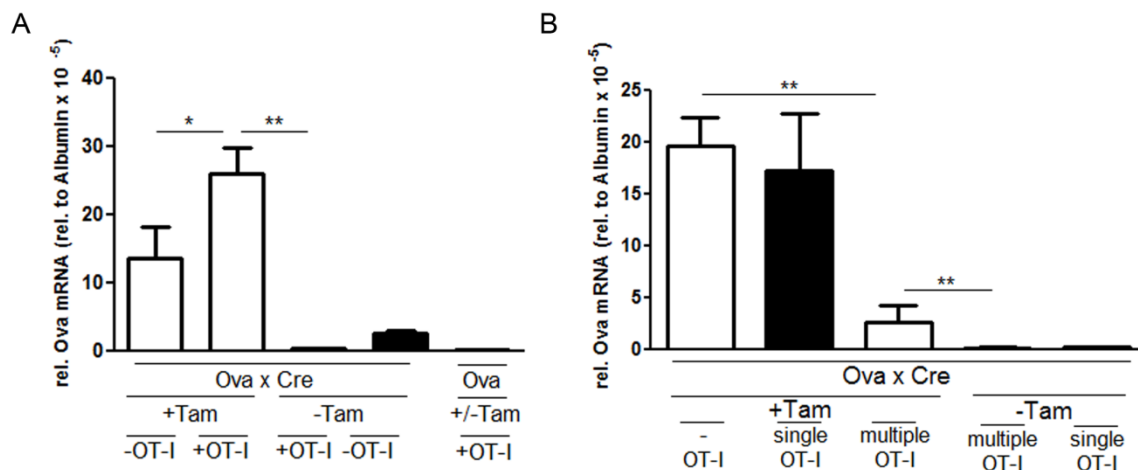 A
rel. Ova mRNA (rel. to Albumin x 10 -5)
40
30
20
10
0
* **
Ova x Cre Ova
+Tam -Tam +/-Tam
-OT-I +OT-I +OT-I -OT-I +OT-I
B
rel. Ova mRNA (rel. to Albumin x 10 -5)
25
20
15
10
5
0
**
**
Ova x Cre
+Tam -Tam
- single multiple multiple single
OT-I OT-I OT-I OT-I OT-I